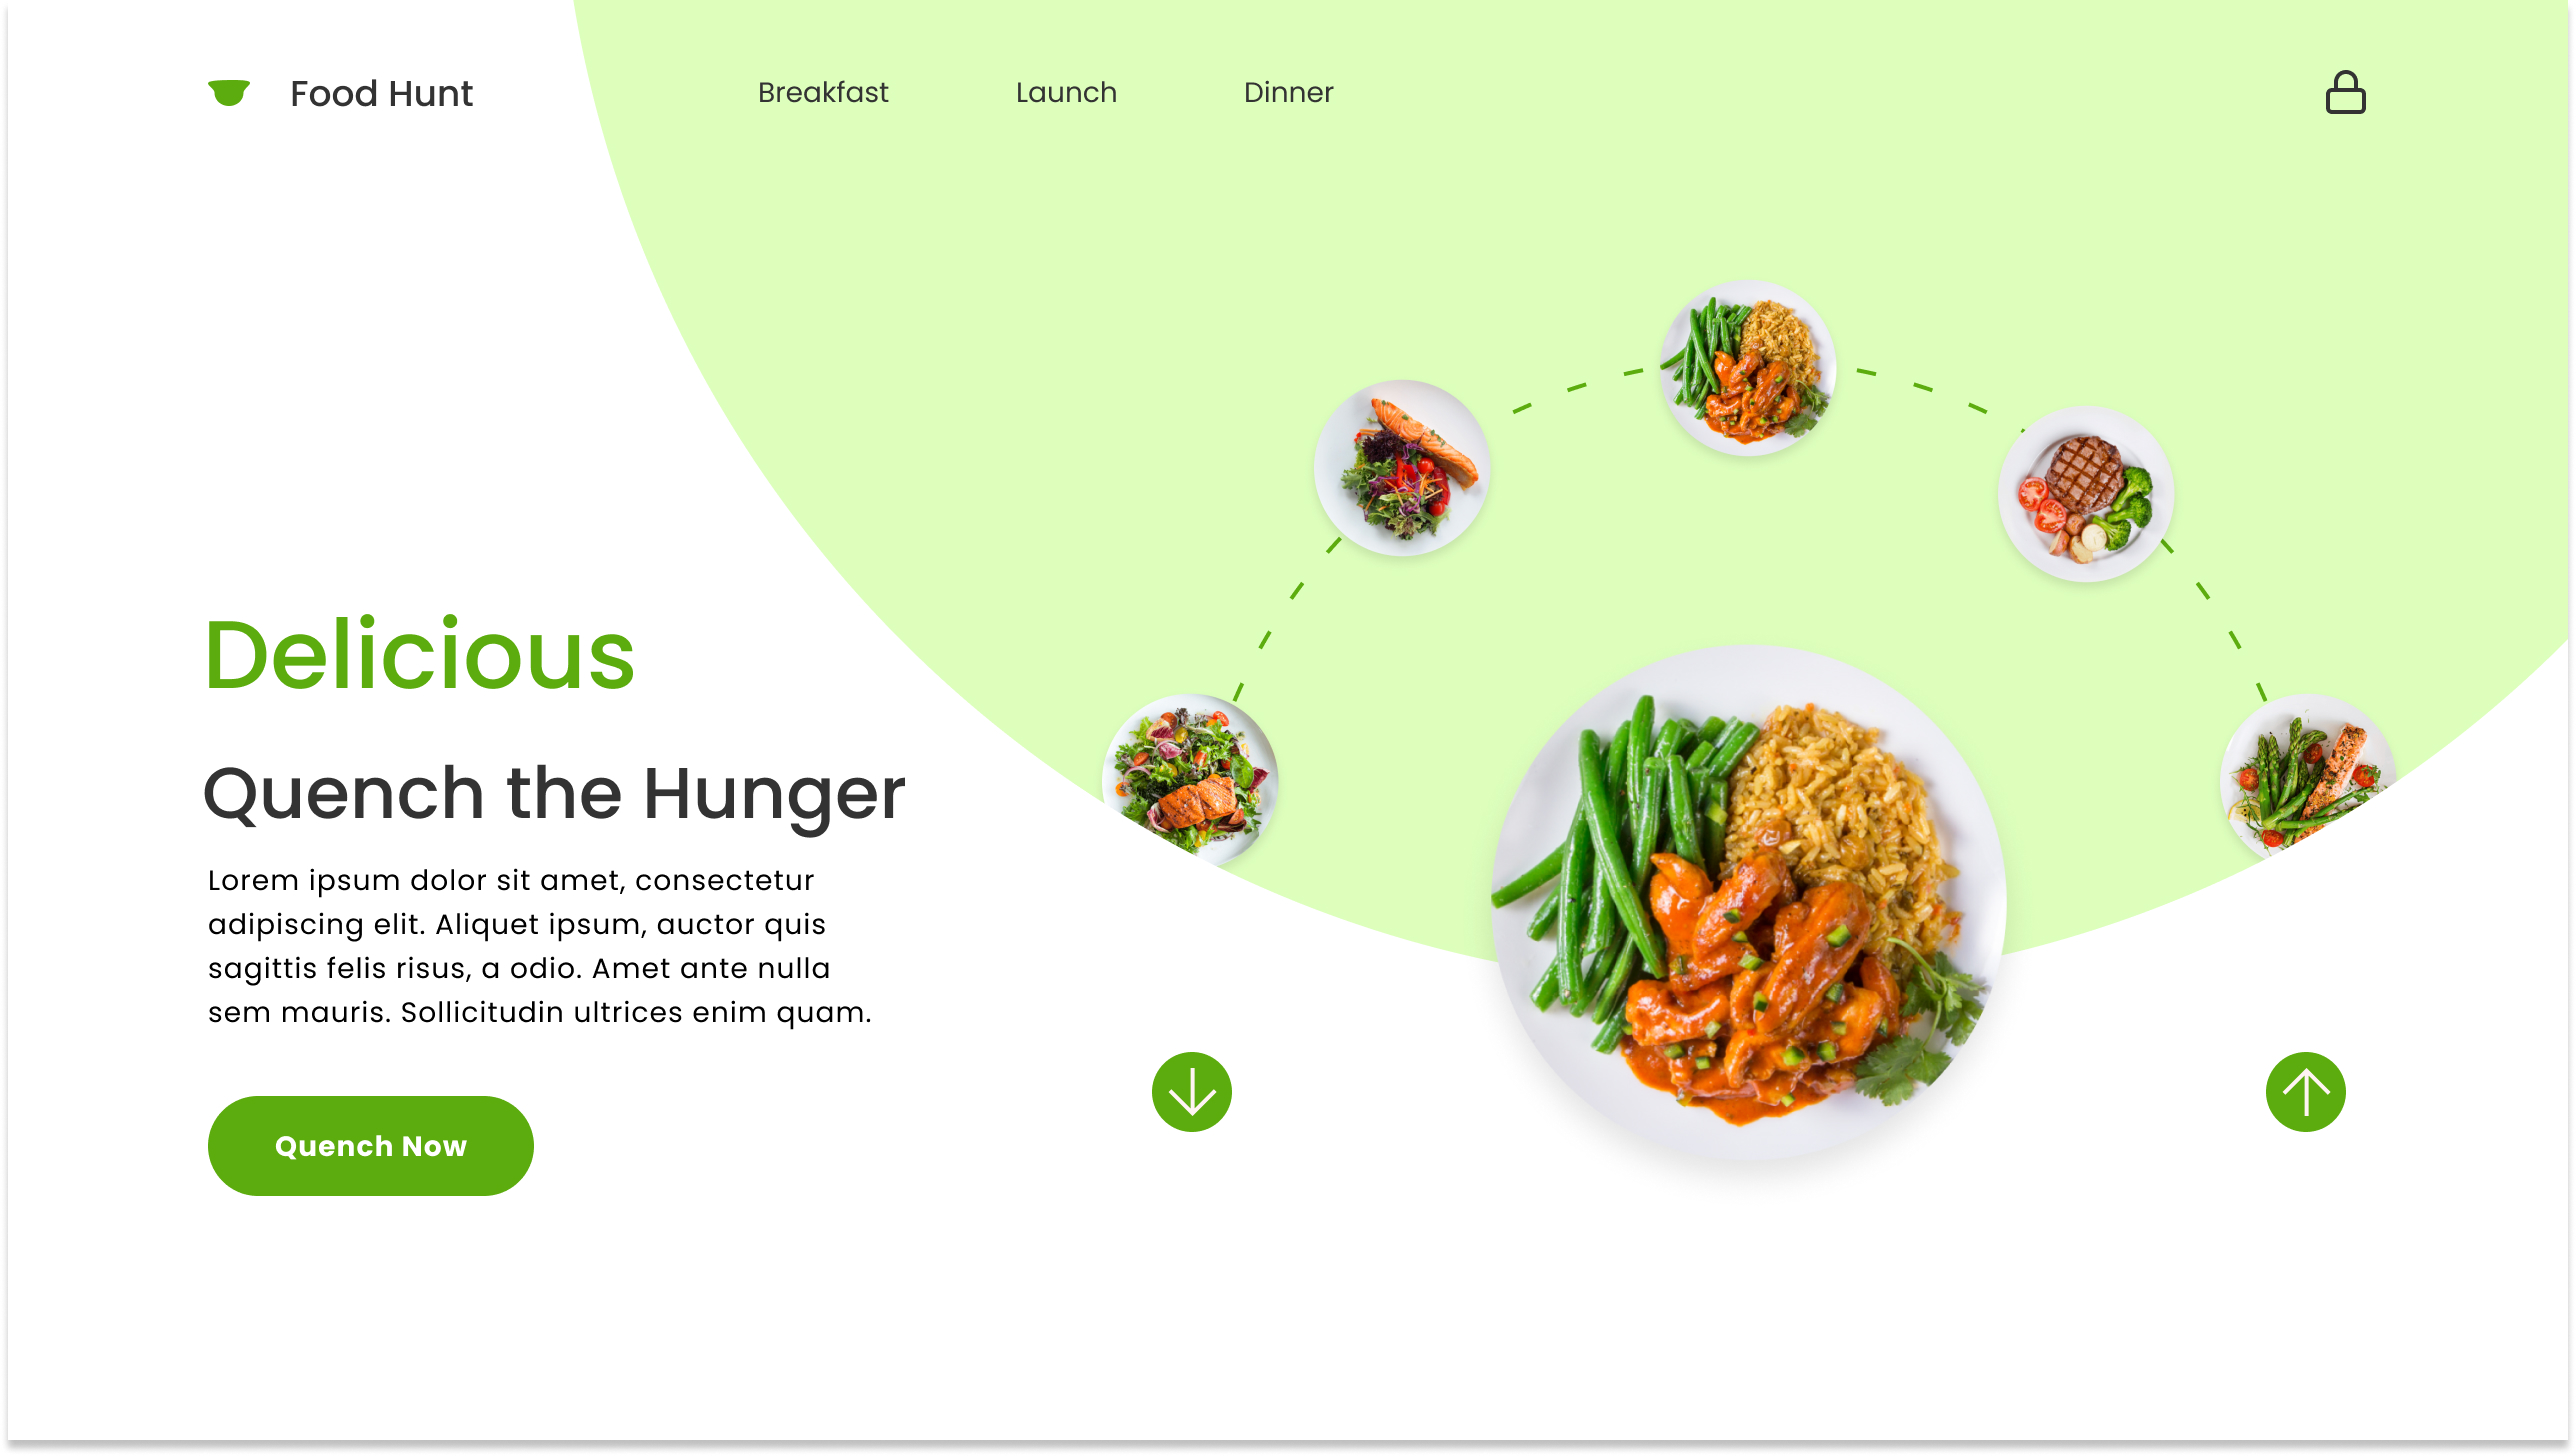 Food Hunt
Breakfast
Launch
Dinner
Delicious
Quench the Hunger
Lorem ipsum dolor sit amet, consectetur
adipiscing elit. Aliquet ipsum, auctor quis
sagittis felis risus, a odio. Amet ante nulla
sem mauris. Sollicitudin ultrices enim quam.
Quench Now